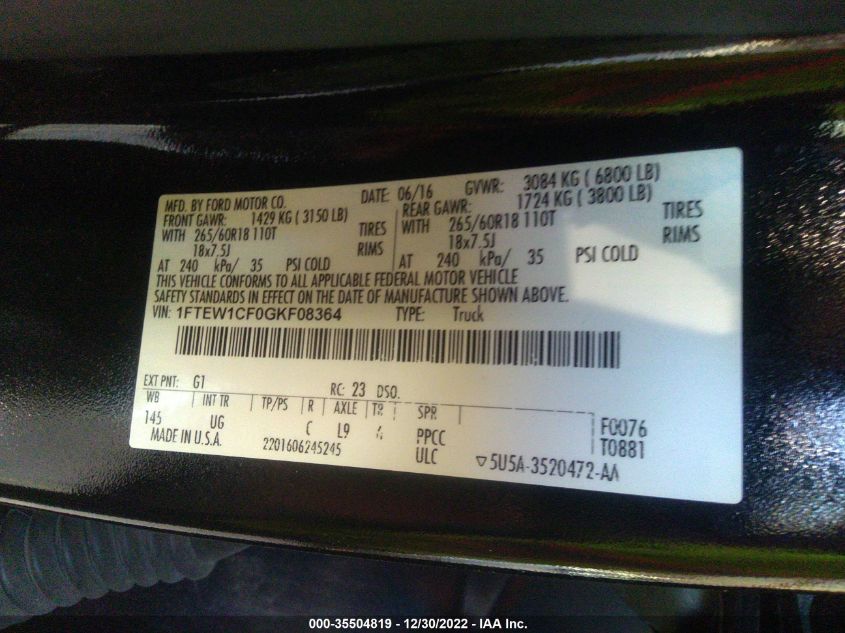 MFD. BY FORD MOTOR CO. DATE: 06/16 GVWR: 3084 KG ( 6800 LB)
FRONT GAWR: 1429 KG ( 3150 LB) REAR GAWR: 1724 KG ( 3800 LB)
WITH 265/60R18 110T TIRES WITH 265/60R18 110T TIRES
18x7.5J RIMS 18x7.5J RIMS
AT 240 kPa/ 35 PSI COLD AT 240 kPa/ 35 PSI COLD
THIS VEHICLE CONFORMS TO ALL APPLICABLE FEDERAL MOTOR VEHICLE
SAFETY STANDARDS IN EFFECT ON THE DATE OF MANUFACTURE SHOWN ABOVE.
VIN: 1FTEW1CF0GKF08364 TYPE: Truck
EXT PNT: G1 RC: 23 DSO:
WB INT TR TP/PS R AXLE TR SPR
145 UG C L9 4 PPCC F0076
MADE IN U.S.A. 2201606245245 ULC T0881
▽5U5A-3520472-AA
000-35504819 - 12/30/2022 - IAA Inc.